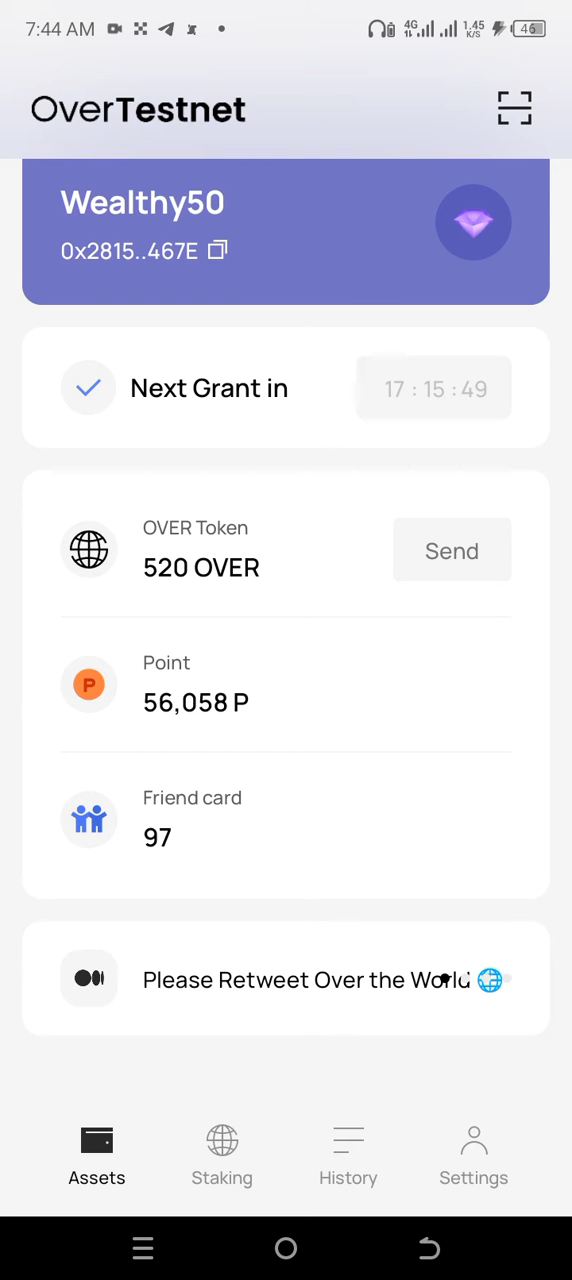 7:44 AM
4G
1.45
K/S
46
OverTestnet
Wealthy50
0x2815..467E
Next Grant in
17 : 15 : 49
OVER Token
520 OVER
Send
Point
P
56,058 P
Friend card
97
Please Retweet Over the World 🌐
Assets
Staking
History
Settings